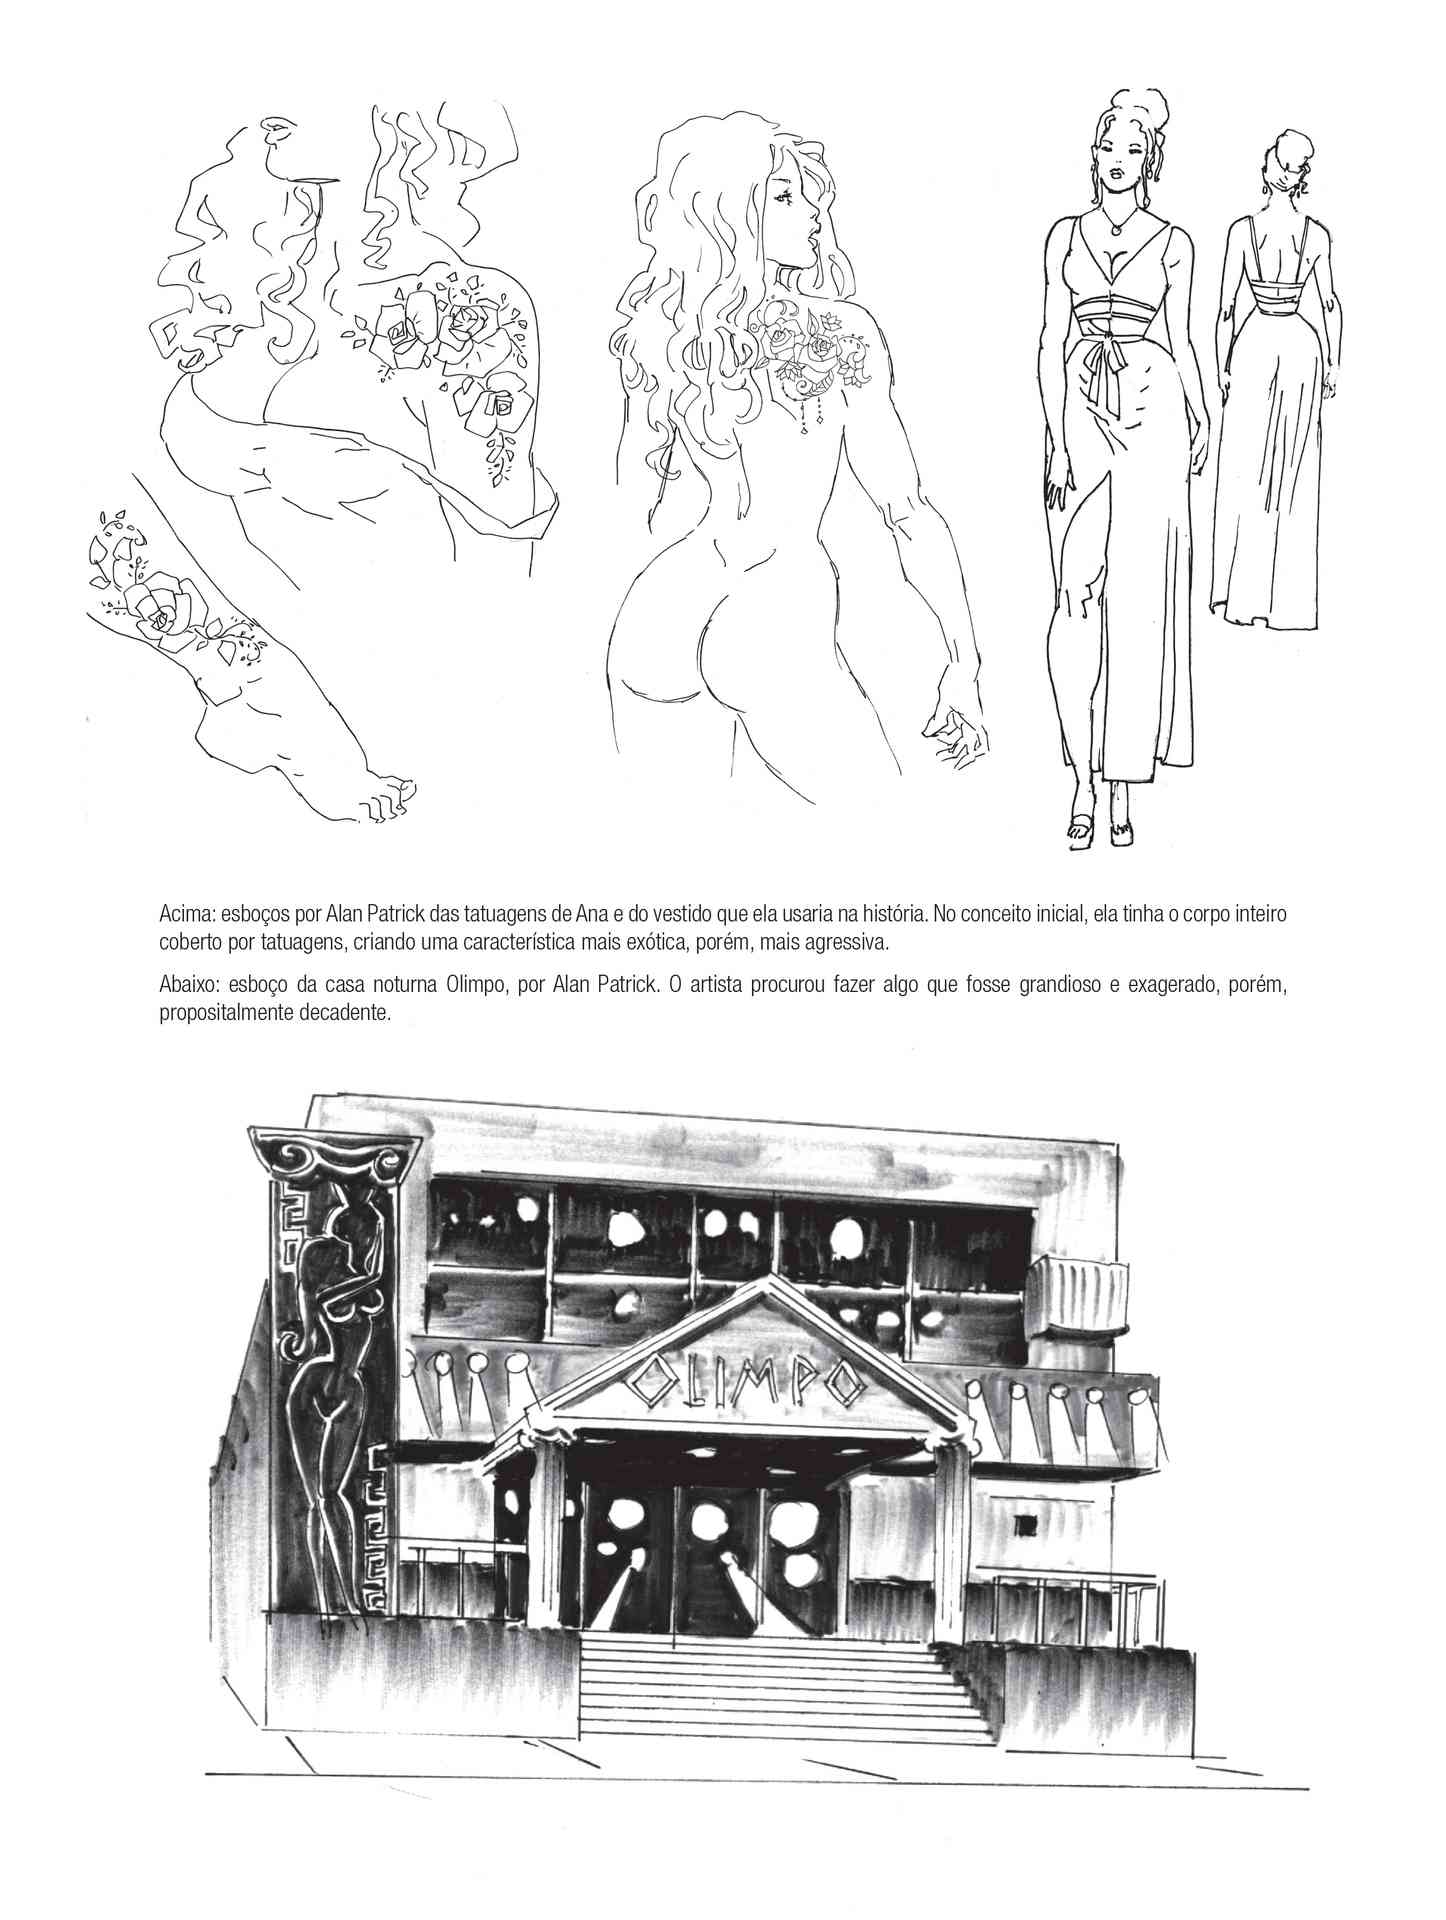 Acima: esboços por Alan Patrick das tatuagens de Ana e do vestido que ela usaria na história. No conceito inicial, ela tinha o corpo inteiro
coberto por tatuagens, criando uma característica mais exótica, porém, mais agressiva.
Abaixo: esboço da casa noturna Olimpo, por Alan Patrick. O artista procurou fazer algo que fosse grandioso e exagerado, porém,
propositalmente decadente.
OLIMPO